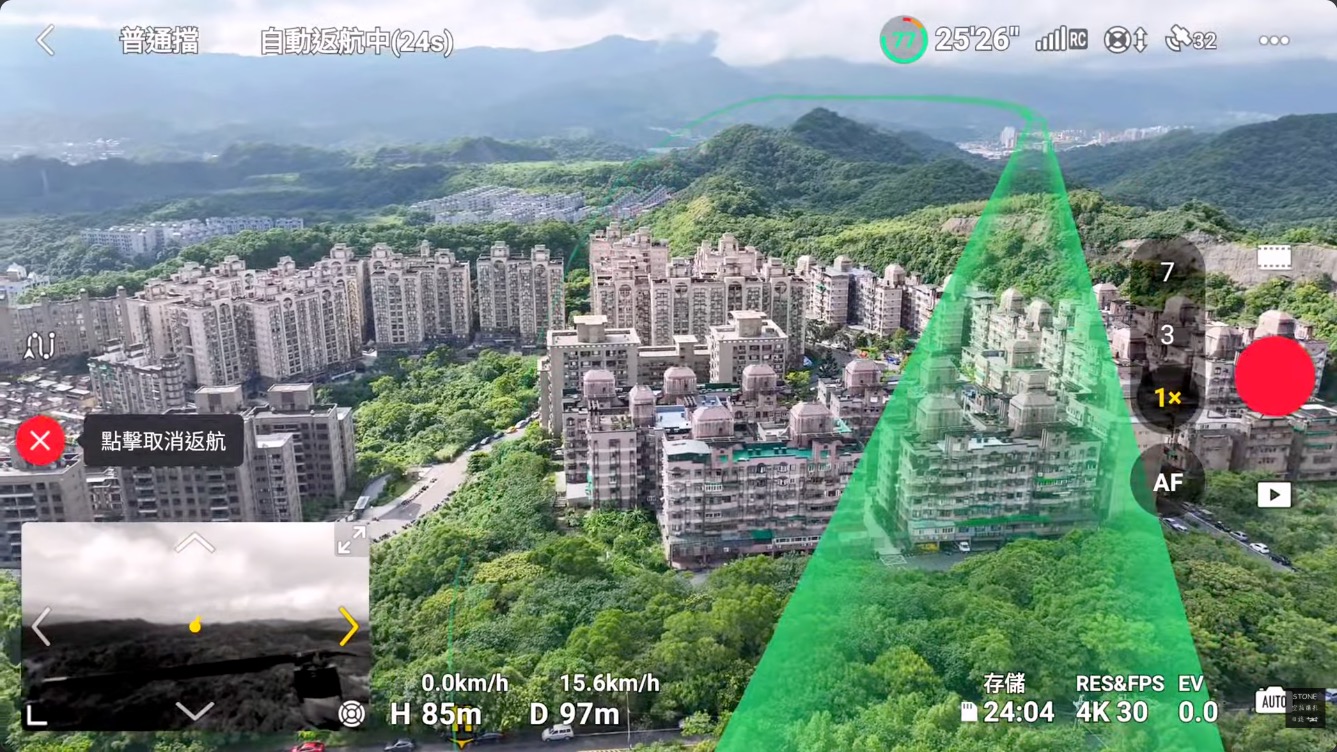 普通擋
自動返航中(24s)
77
25'26"
RC
32
7
3
1×
AF
點擊取消返航
0.0km/h
15.6km/h
H 85m
D 97m
存儲
24:04
RES&FPS
4K 30
EV
0.0
AUTO
STONE